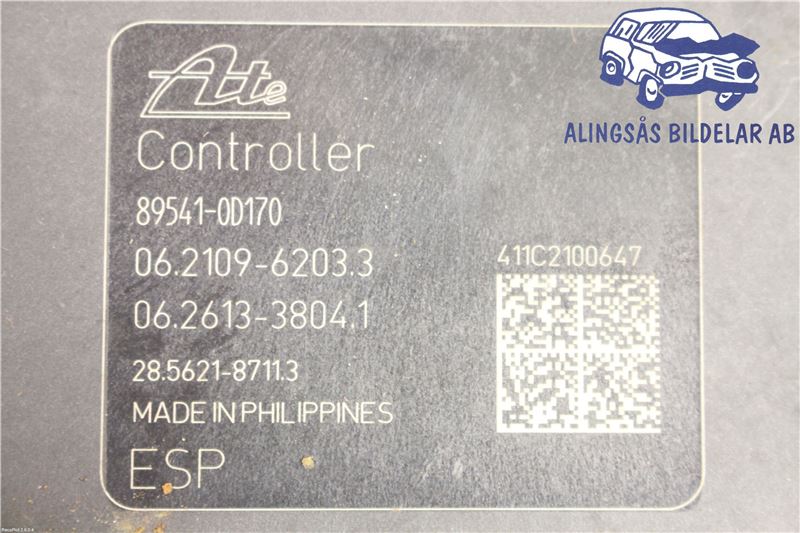 Ate
ALINGSÅS BILDELAR AB
Controller
89541-0D170
06.2109-6203.3
411C2100647
06.2613-3804.1
28.5621-8711.3
MADE IN PHILIPPINES
ESP